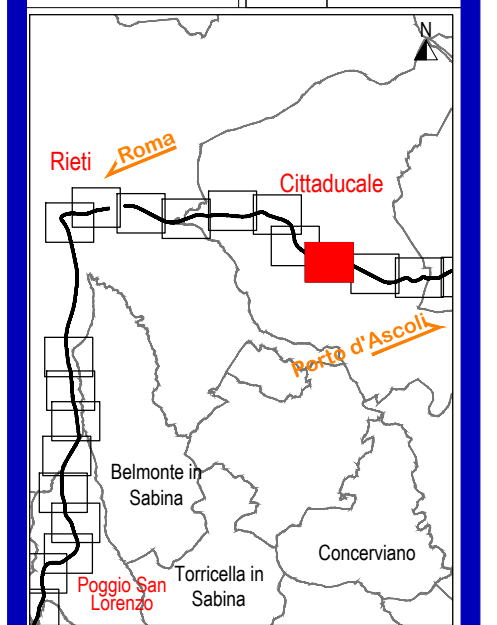 N
Roma
Rieti
Cittaducale
Porto d'Ascoli
Belmonte in
Sabina
Concerviano
Torricella in
Sabina
Poggio San
Lorenzo